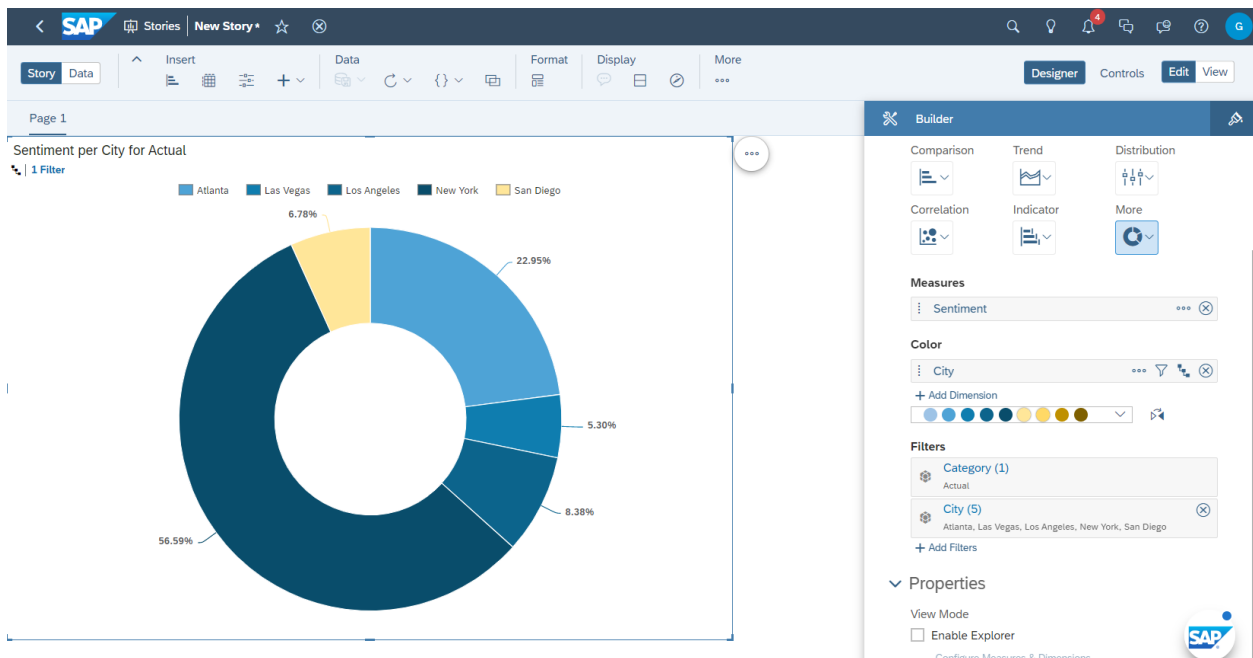 SAP Stories New Story * 4 G
Insert Data Format Display More
Story Data Designer Controls Edit View
Page 1
Builder
Sentiment per City for Actual
1 Filter
Atlanta Las Vegas Los Angeles New York San Diego
6.78%
22.95%
5.30%
8.38%
56.59%
Comparison Trend Distribution
Correlation Indicator More
Measures
Sentiment
Color
City
+ Add Dimension
Filters
Category (1)
Actual
City (5)
Atlanta, Las Vegas, Los Angeles, New York, San Diego
+ Add Filters
Properties
View Mode
Enable Explorer
Configure Measures & Dimensions
SAP